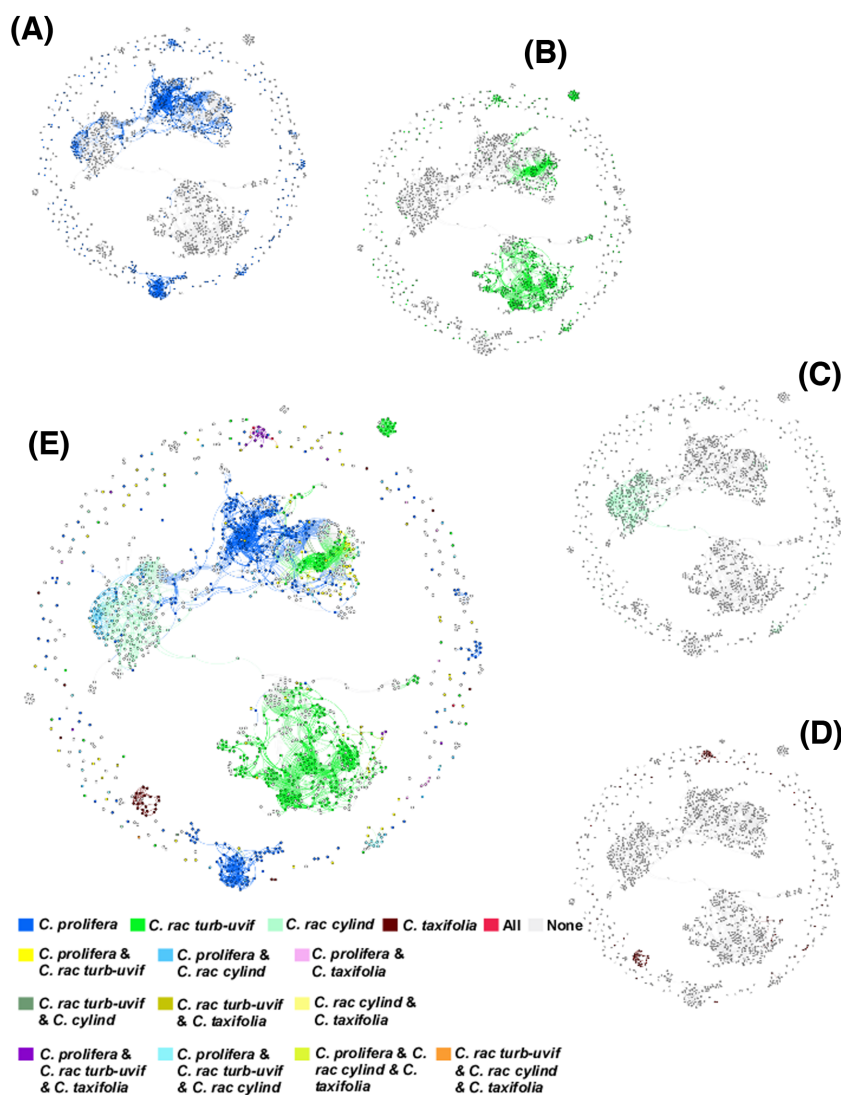 (A)
(B)
(C)
(E)
(D)
C. prolifera
C. rac turb-uvif
C. rac cylind
C. taxifolia
All
None
C. prolifera &
C. rac turb-uvif
C. prolifera &
C. rac cylind
C. prolifera &
C. taxifolia
C. rac turb-uvif
& C. cylind
C. rac turb-uvif
& C. taxifolia
C. rac cylind &
C. taxifolia
C. prolifera &
C. rac turb-uvif
& C. taxifolia
C. prolifera &
C. rac turb-uvif
& C. rac cylind
C. prolifera & C.
rac cylind & C.
taxifolia
C. rac turb-uvif
& C. rac cylind
& C. taxifolia